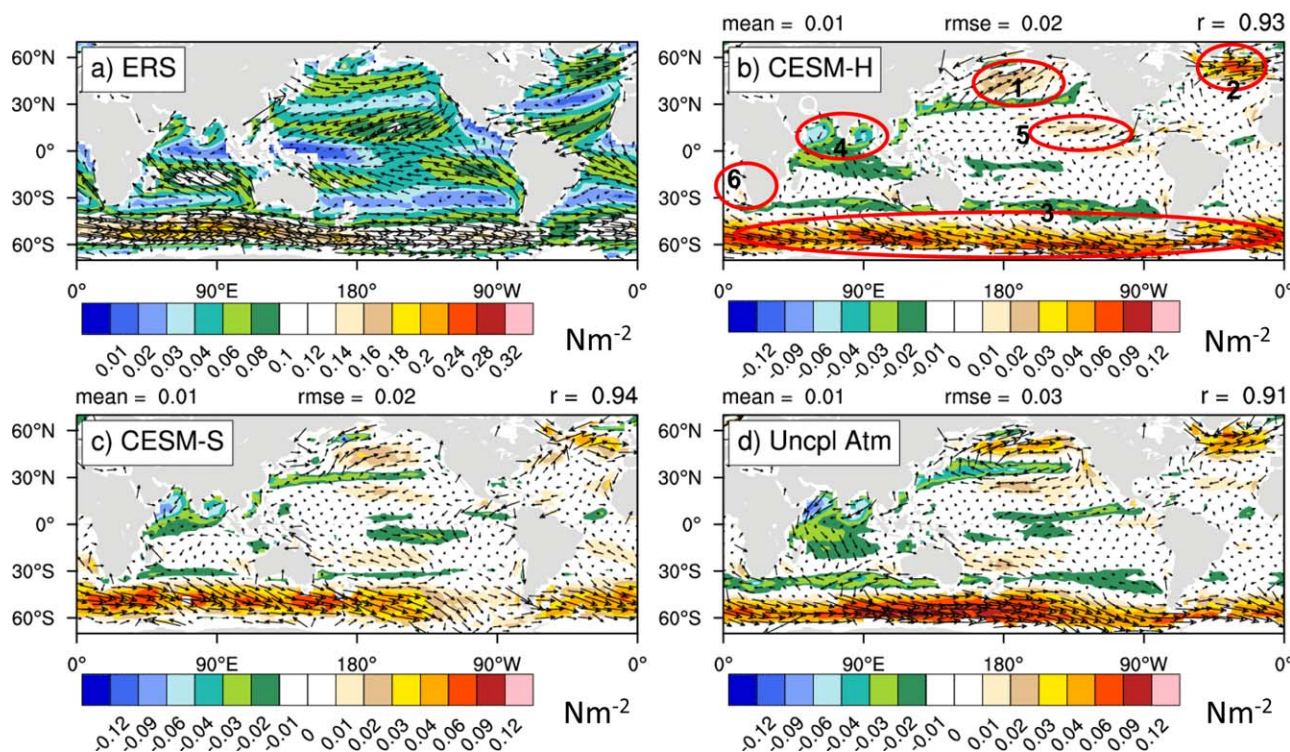 mean = 0.01 rmse = 0.02 r = 0.93
a) ERS
b) CESM-H
60°N
30°N
0°
30°S
60°S
60°N
30°N
0°
30°S
60°S
1
2
3
4
5
6
0° 90°E 180° 90°W 0°
0° 90°E 180° 90°W 0°
0.01 0.02 0.03 0.04 0.06 0.08 0.1 0.12 0.14 0.16 0.18 0.2 0.24 0.28 0.32
Nm-2
-0.12 -0.09 -0.06 -0.04 -0.03 -0.02 -0.01 0 0.01 0.02 0.03 0.04 0.06 0.09 0.12
Nm-2
mean = 0.01 rmse = 0.02 r = 0.94
mean = 0.01 rmse = 0.03 r = 0.91
c) CESM-S
d) Uncpl Atm
60°N
30°N
0°
30°S
60°S
60°N
30°N
0°
30°S
60°S
0° 90°E 180° 90°W 0°
0° 90°E 180° 90°W 0°
-0.12 -0.09 -0.06 -0.04 -0.03 -0.02 -0.01 0 0.01 0.02 0.03 0.04 0.06 0.09 0.12
Nm-2
-0.12 -0.09 -0.06 -0.04 -0.03 -0.02 -0.01 0 0.01 0.02 0.03 0.04 0.06 0.09 0.12
Nm-2